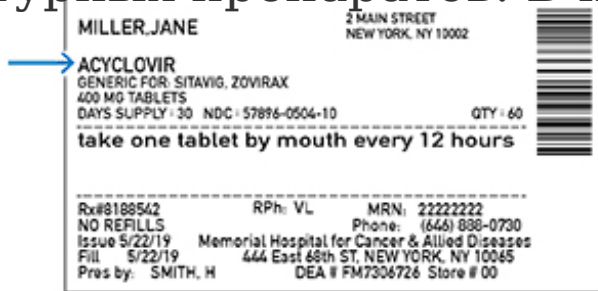 MILLER,JANE
2 MAIN STREET
NEW YORK, NY 10002
ACYCLOVIR
GENERIC FOR: SITAVIG, ZOVIRAX
400 MG TABLETS
DAYS SUPPLY: 30 NDC: 57896-0504-10 QTY: 60
take one tablet by mouth every 12 hours
Rx#8188542 RPh: VL MRN: 22222222
NO REFILLS Phone: (646) 888-0730
Issue 5/22/19 Memorial Hospital for Cancer & Allied Diseases
Fill 5/22/19 444 East 68th ST, NEW YORK, NY 10065
Pres by: SMITH, H DEA # FM7306726 Store # 00